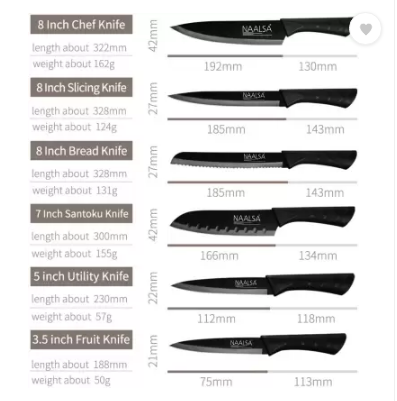 8 Inch Chef Knife
length about 322mm
weight about 162g
42mm
NAALSA
192mm
130mm
8 Inch Slicing Knife
length about 328mm
weight about 124g
27mm
NAALSA
185mm
143mm
8 Inch Bread Knife
length about 328mm
weight about 131g
27mm
NAALSA
185mm
143mm
7 Inch Santoku Knife
length about 300mm
weight about 155g
42mm
NAALSA
166mm
134mm
5 inch Utility Knife
length about 230mm
weight about 57g
22mm
NAALSA
112mm
118mm
3.5 inch Fruit Knife
length about 188mm
weight about 50g
21mm
NAALSA
75mm
113mm